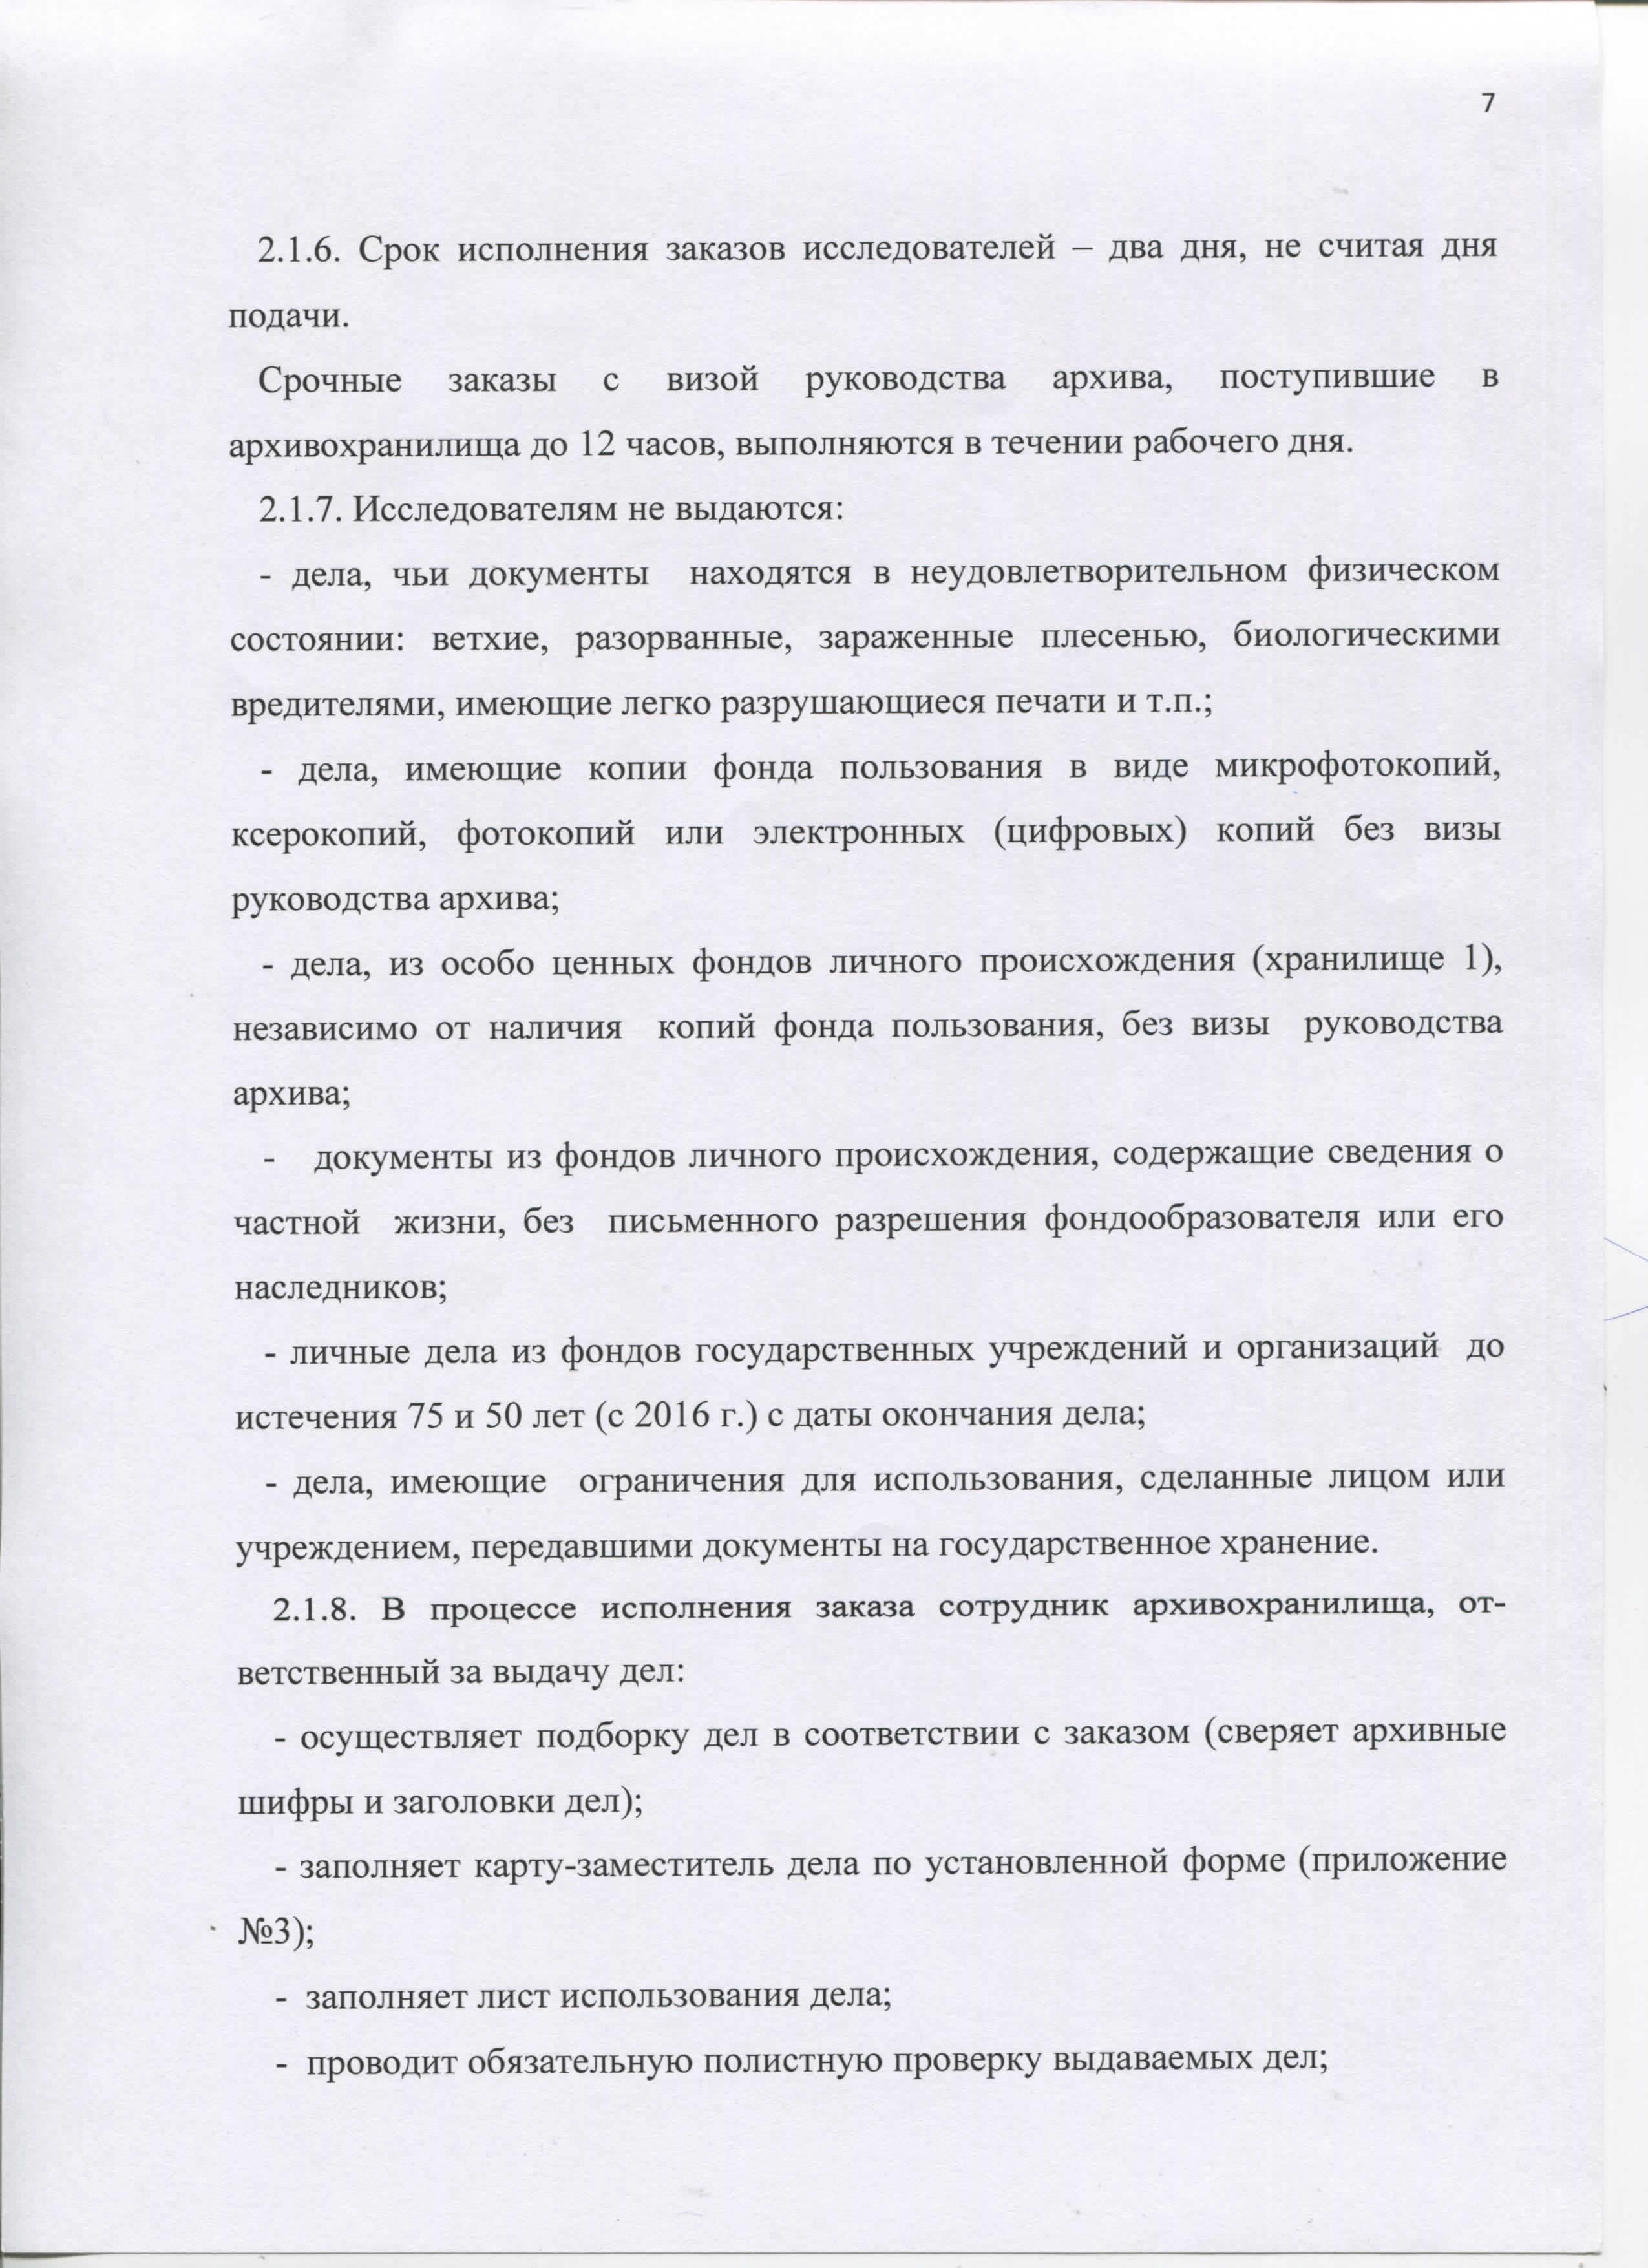 7
2.1.6. Срок исполнения заказов исследователей – два дня, не считая дня
подачи.
Срочные заказы с визой руководства архива, поступившие в
архивохранилища до 12 часов, выполняются в течении рабочего дня.
2.1.7. Исследователям не выдаются:
- дела, чьи документы находятся в неудовлетворительном физическом
состоянии: ветхие, разорванные, зараженные плесенью, биологическими
вредителями, имеющие легко разрушающиеся печати и т.п.;
- дела, имеющие копии фонда пользования в виде микрофотокопий,
ксерокопий, фотокопий или электронных (цифровых) копий без визы
руководства архива;
- дела, из особо ценных фондов личного происхождения (хранилище 1),
независимо от наличия копий фонда пользования, без визы руководства
архива;
- документы из фондов личного происхождения, содержащие сведения о
частной жизни, без письменного разрешения фондообразователя или его
наследников;
- личные дела из фондов государственных учреждений и организаций до
истечения 75 и 50 лет (с 2016 г.) с даты окончания дела;
- дела, имеющие ограничения для использования, сделанные лицом или
учреждением, передавшими документы на государственное хранение.
2.1.8. В процессе исполнения заказа сотрудник архивохранилища, от-
ветственный за выдачу дел:
- осуществляет подборку дел в соответствии с заказом (сверяет архивные
шифры и заголовки дел);
- заполняет карту-заместитель дела по установленной форме (приложение
№3);
- заполняет лист использования дела;
- проводит обязательную полистную проверку выдаваемых дел;